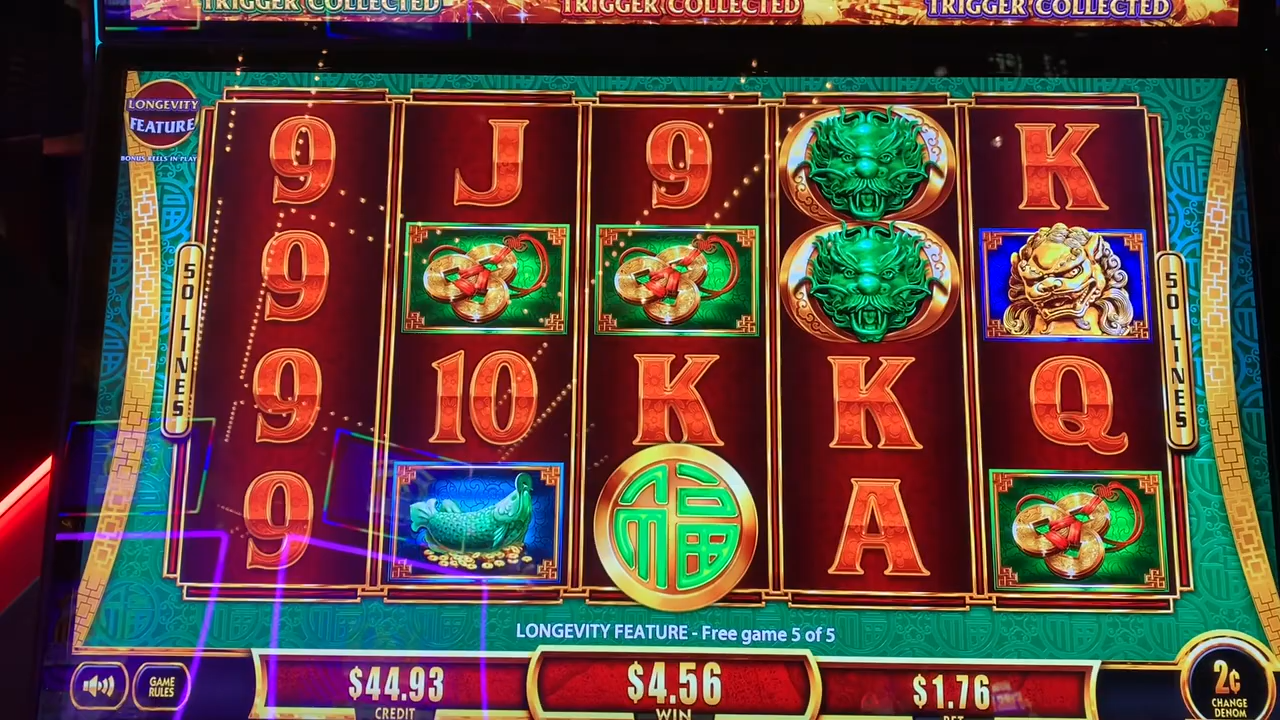 TRIGGER COLLECTED TRIGGER COLLECTED TRIGGER COLLECTED
LONGEVITY
FEATURE
BONUS REELS IN PLAY
9 J 9 K
9
9 10 K K Q
9 福 A
50 LINES
50 LINES
LONGEVITY FEATURE - Free game 5 of 5
GAME
RULES
$44.93
CREDIT
$4.56
WIN
$1.76
BET
2¢
CHANGE
DENOM